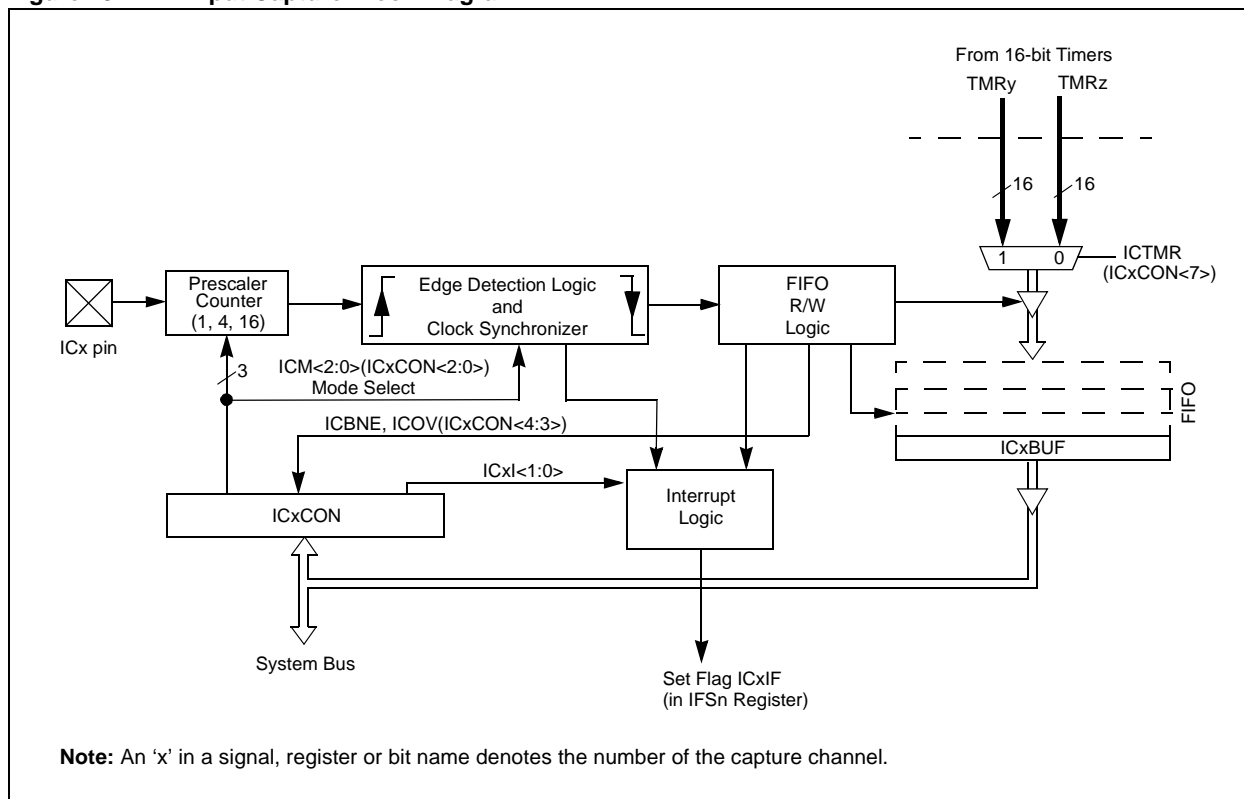 From 16-bit Timers
TMRy TMRz
16 16
1 0
ICTMR
(ICxCON<7>)
Prescaler
Counter
(1, 4, 16)
Edge Detection Logic
and
Clock Synchronizer
FIFO
R/W
Logic
ICx pin
3
ICM<2:0>(ICxCON<2:0>)
Mode Select
FIFO
ICBNE, ICOV(ICxCON<4:3>)
ICxBUF
ICxI<1:0>
Interrupt
Logic
ICxCON
System Bus
Set Flag ICxIF
(in IFSn Register)
Note: An ‘x’ in a signal, register or bit name denotes the number of the capture channel.